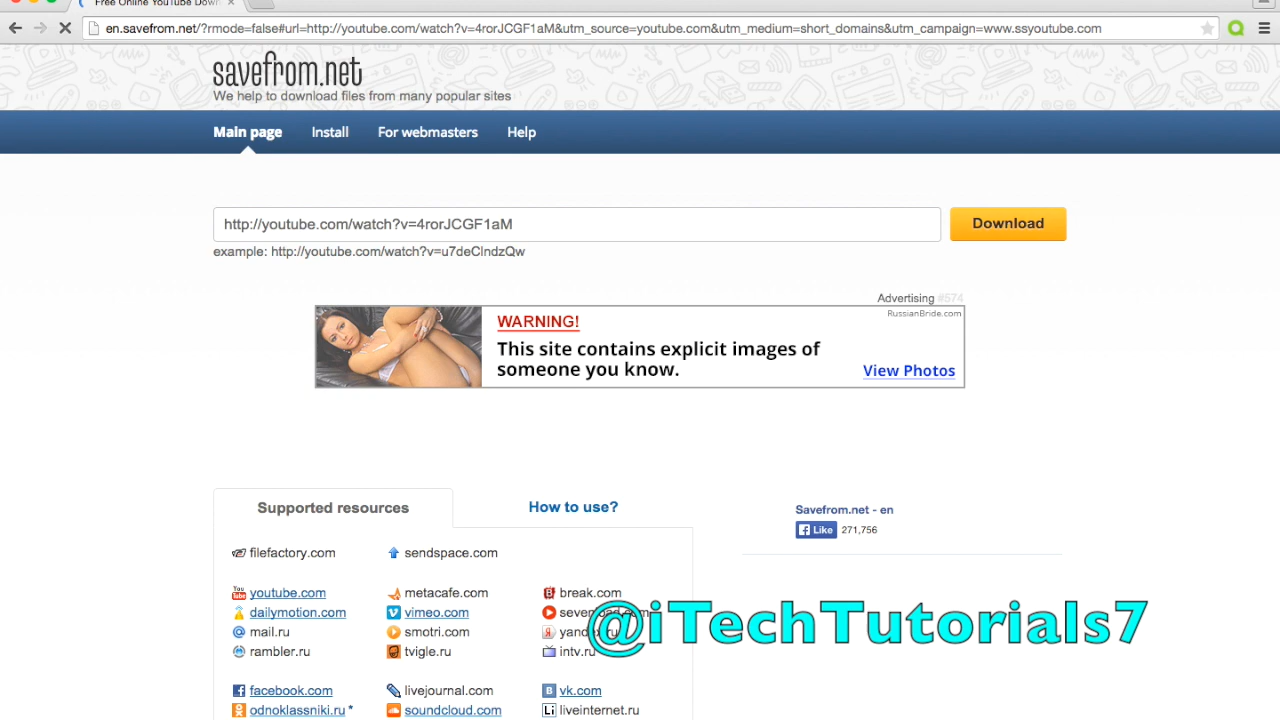 Free Online YouTube Down
en.savefrom.net/?rmode=false#url=http://youtube.com/watch?v=4rorJCGF1aM&utm_source=youtube.com&utm_medium=short_domains&utm_campaign=www.ssyoutube.com
savefrom.net
We help to download files from many popular sites
Main page Install For webmasters Help
http://youtube.com/watch?v=4rorJCGF1aM Download
example: http://youtube.com/watch?v=u7deClndzQw
Advertising #574
RussianBride.com
WARNING!
This site contains explicit images of
someone you know.
View Photos
Supported resources How to use?
Savefrom.net - en
Like 271,756
filefactory.com sendspace.com
youtube.com metacafe.com break.com
dailymotion.com vimeo.com
mail.ru smotri.com
rambler.ru tvigle.ru intv.ru
@iTechTutorials7
facebook.com livejournal.com vk.com
odnoklassniki.ru * soundcloud.com liveinternet.ru